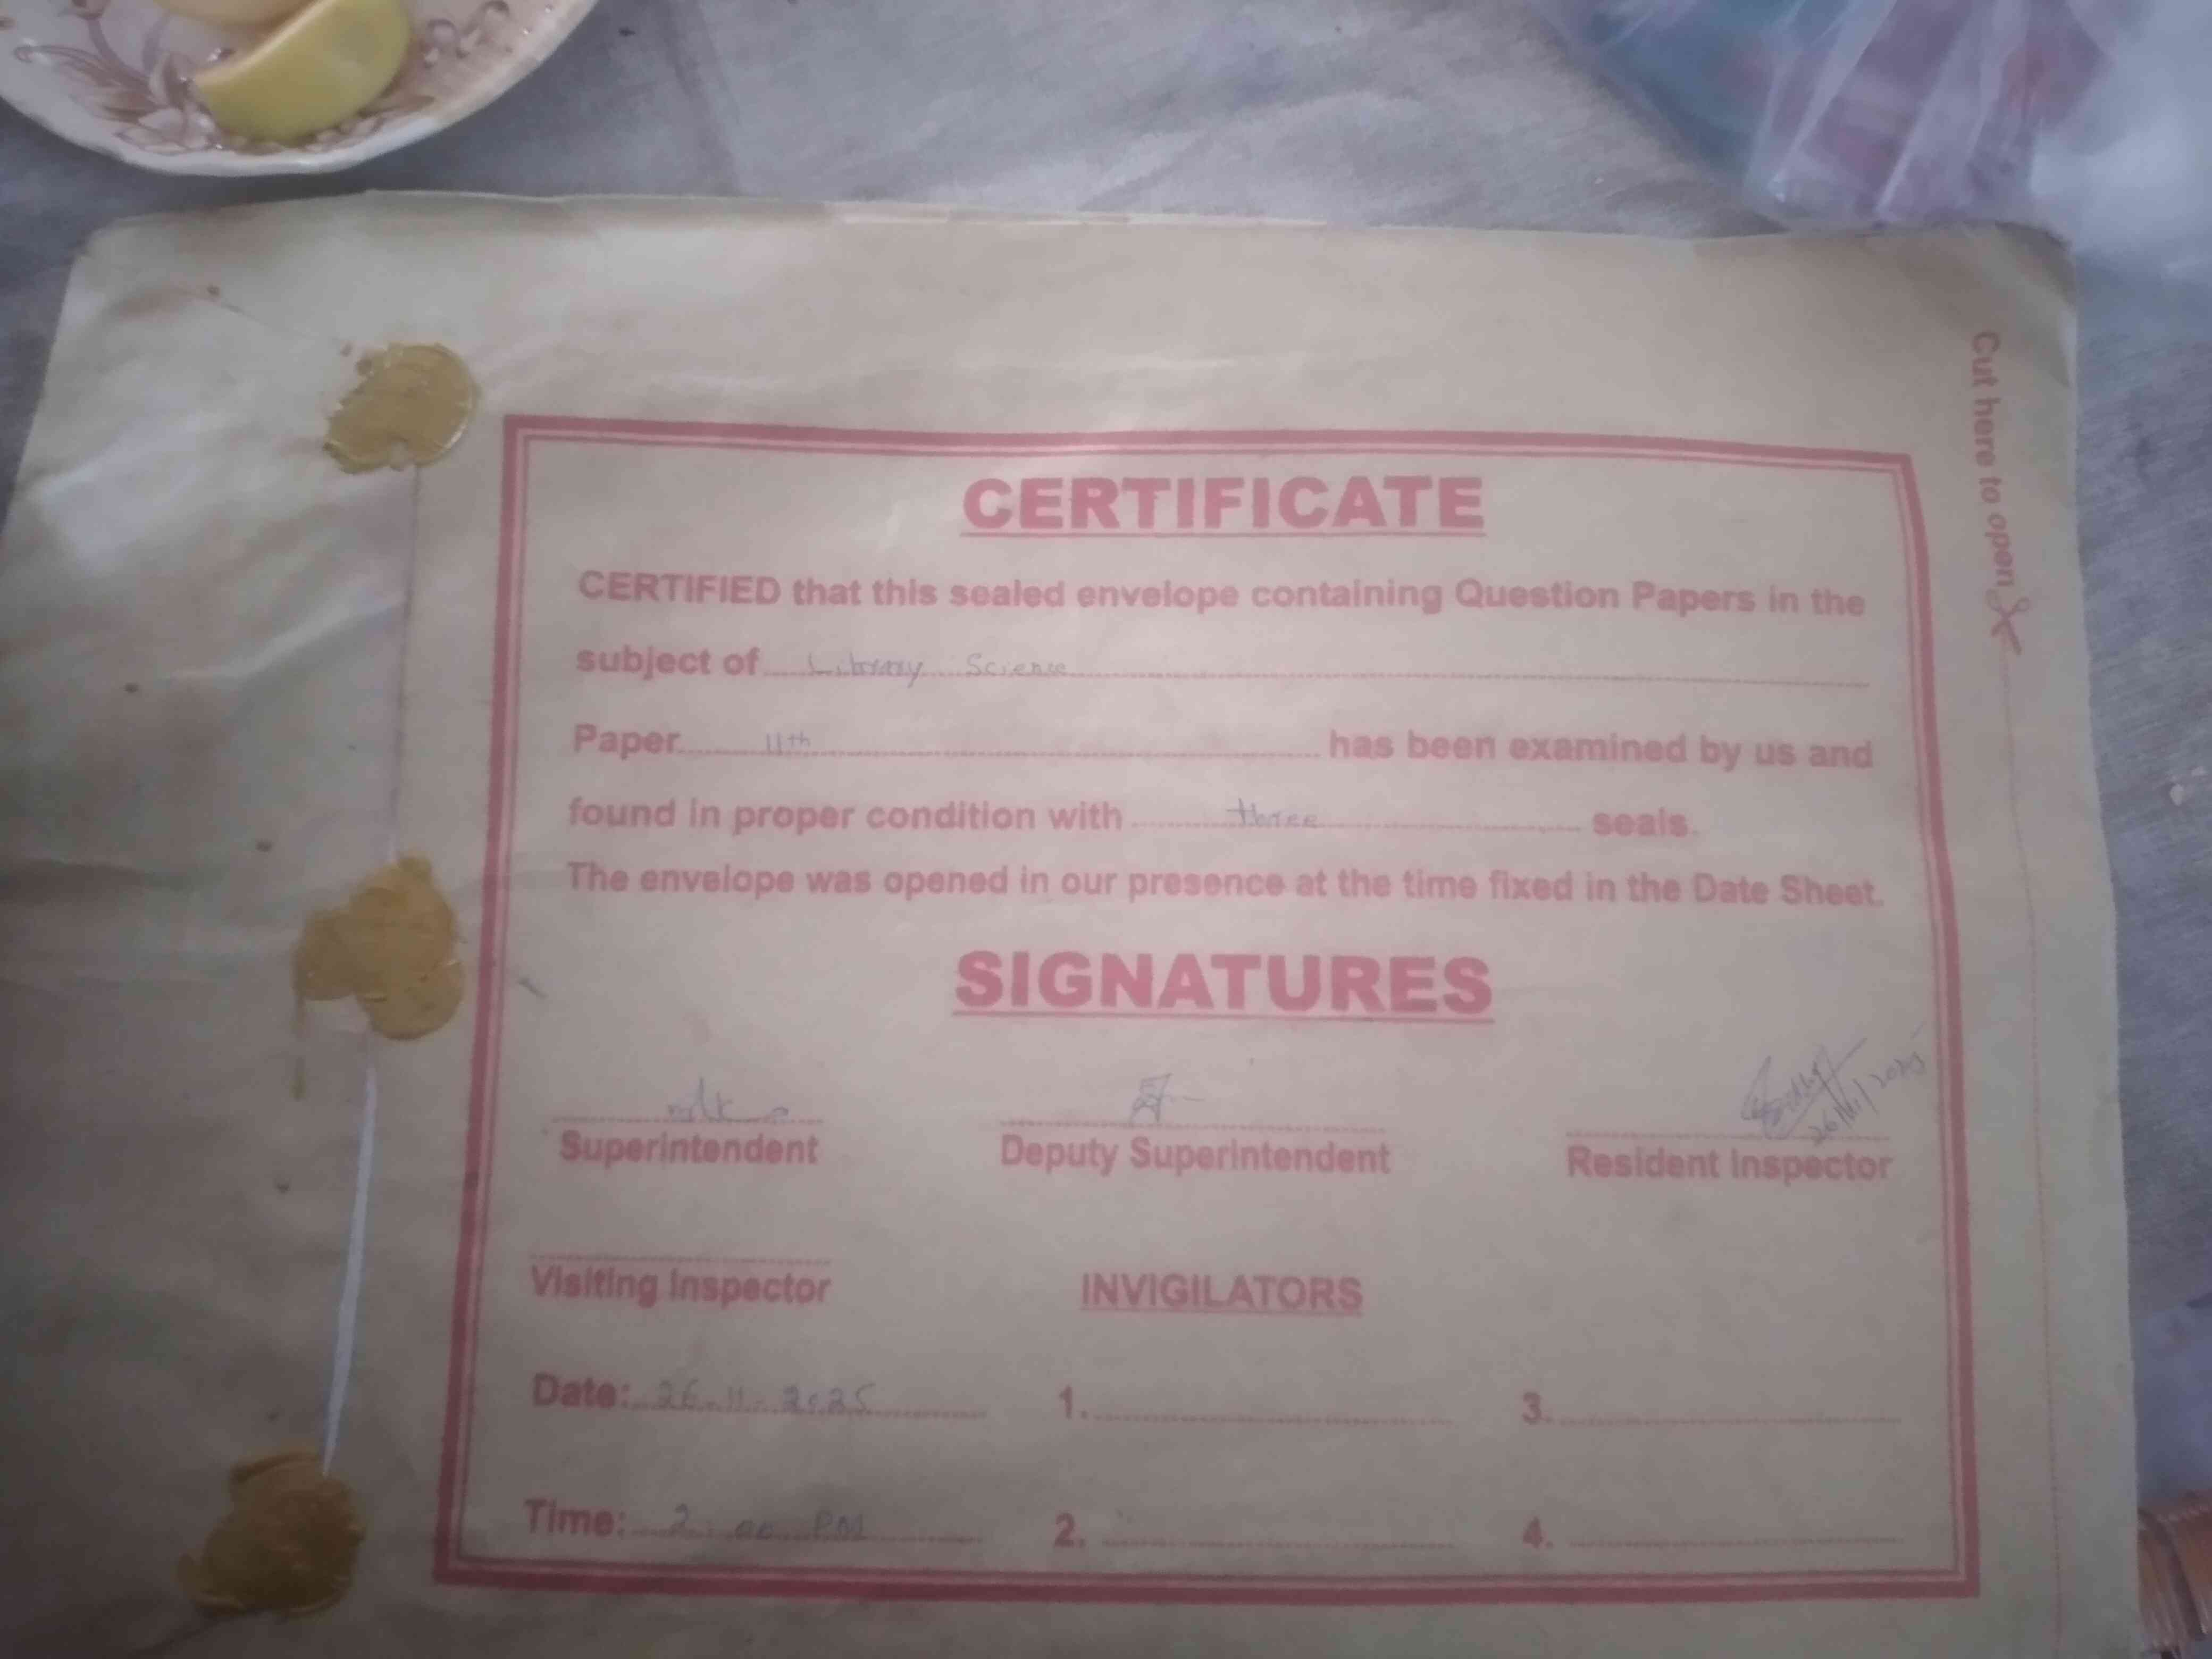 CERTIFICATE
CERTIFIED that this sealed envelope containing Question Papers in the
subject of Library Science
Paper 11th has been examined by us and
found in proper condition with three seals.
The envelope was opened in our presence at the time fixed in the Date Sheet.
SIGNATURES
26/11/2025
Superintendent Deputy Superintendent Resident Inspector
Visiting Inspector INVIGILATORS
Date: 26.11.2025 1. 3.
Time: 2:00 PM 2. 4.
Cut here to open